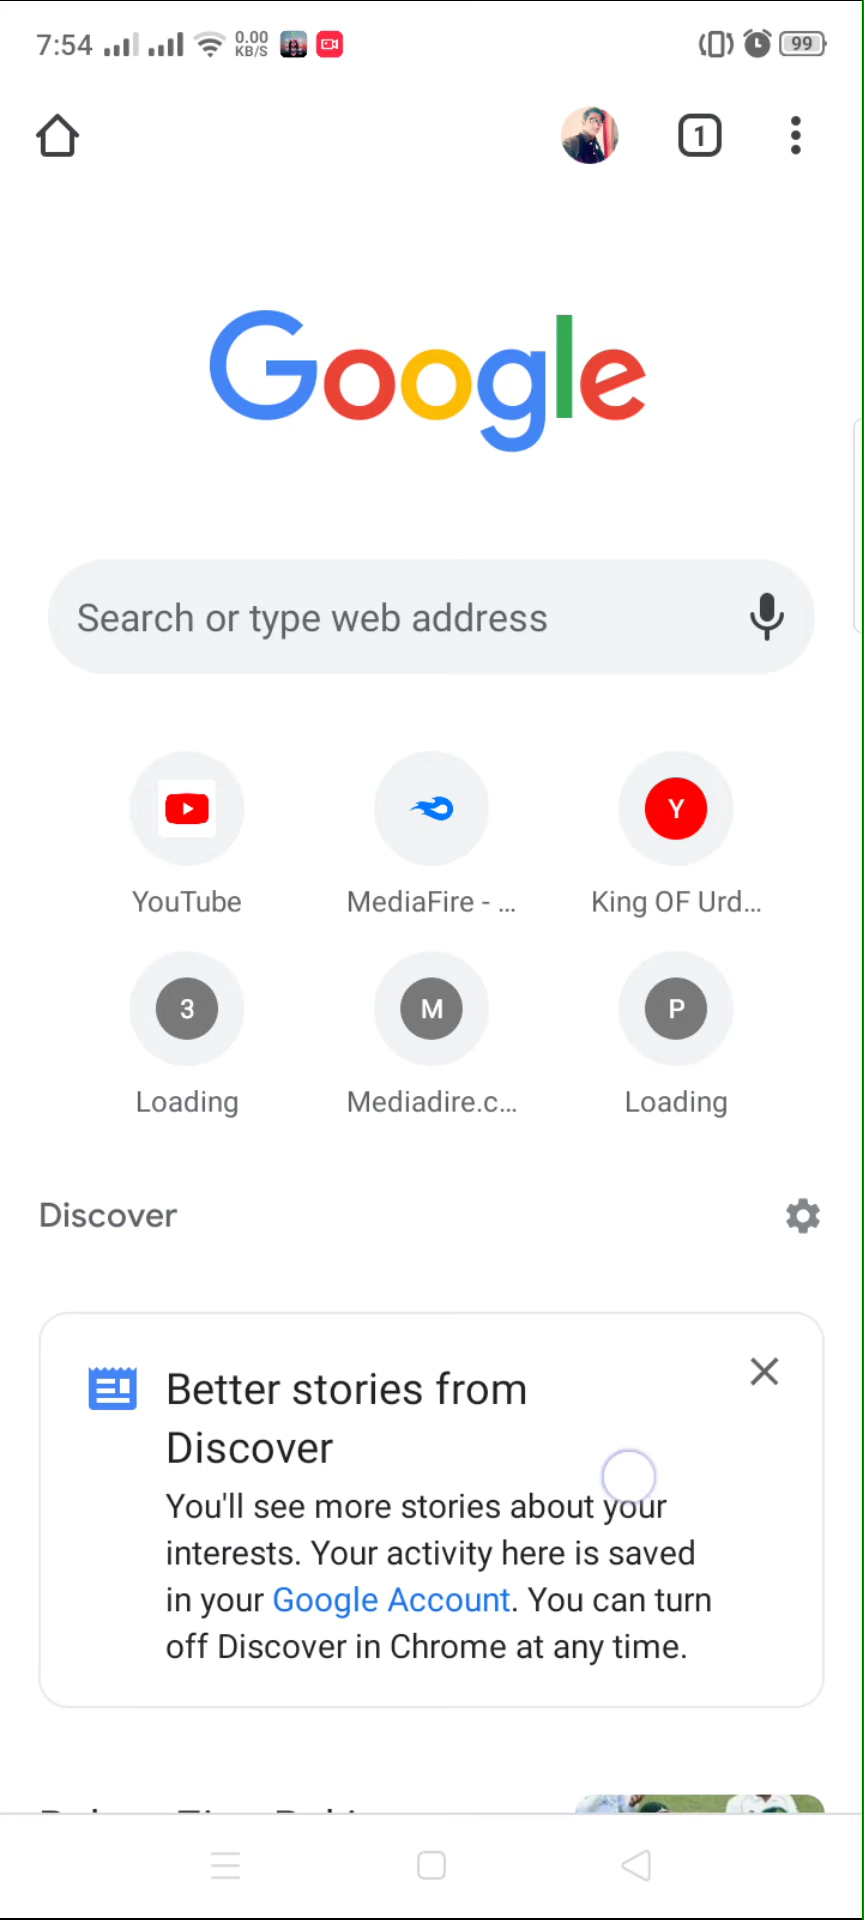 7:54 0.00 KB/S 99
1
Google
Search or type web address
YouTube MediaFire - ... King OF Urd...
3 M P
Loading Mediadire.c... Loading
Discover
Better stories from
Discover
You'll see more stories about your
interests. Your activity here is saved
in your Google Account. You can turn
off Discover in Chrome at any time.